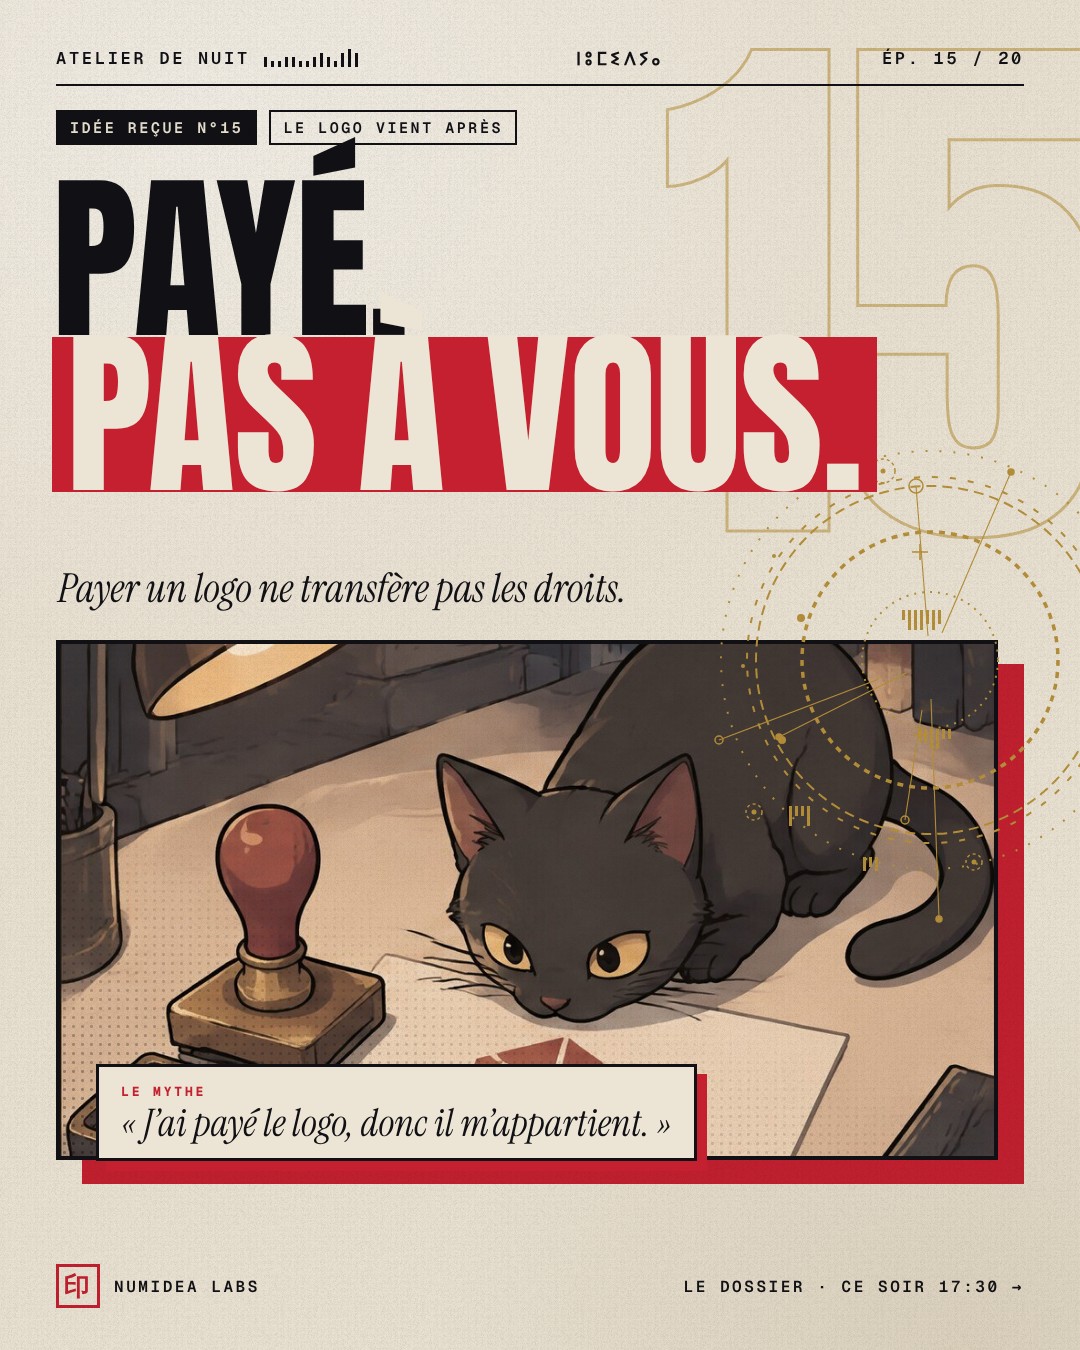 ATELIER DE NUIT
ÉP. 15 / 20
15
IDÉE REÇUE N°15
LE LOGO VIENT APRÈS
PAYÉ,
PAS À VOUS.
Payer un logo ne transfère pas les droits.
LE MYTHE
« J’ai payé le logo, donc il m’appartient. »
印
NUMIDEA LABS
LE DOSSIER · CE SOIR 17:30 →